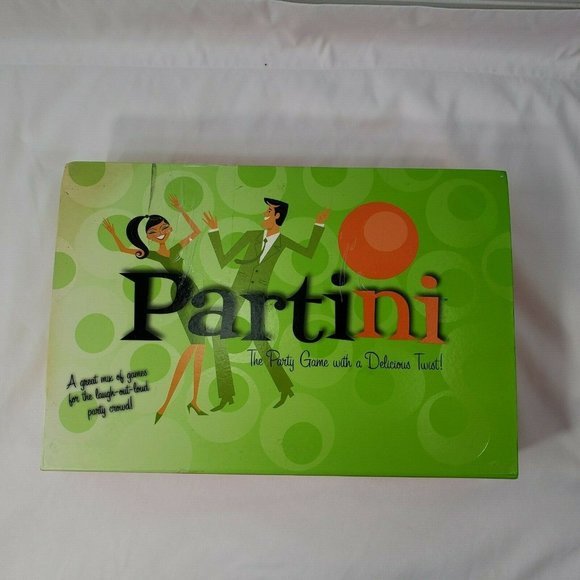 Partini
The Party Game with a Delicious Twist!
A great mix of games
for the laugh-out-loud
party crowd!